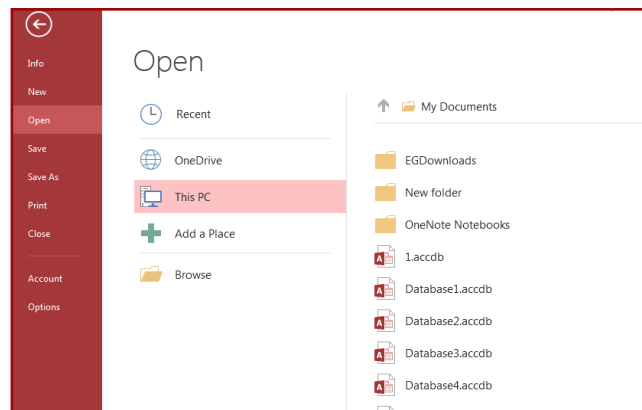 Info
New
Open
Save
Save As
Print
Close
Account
Options
Open
Recent
OneDrive
This PC
Add a Place
Browse
My Documents
EGDownloads
New folder
OneNote Notebooks
1.accdb
Database1.accdb
Database2.accdb
Database3.accdb
Database4.accdb